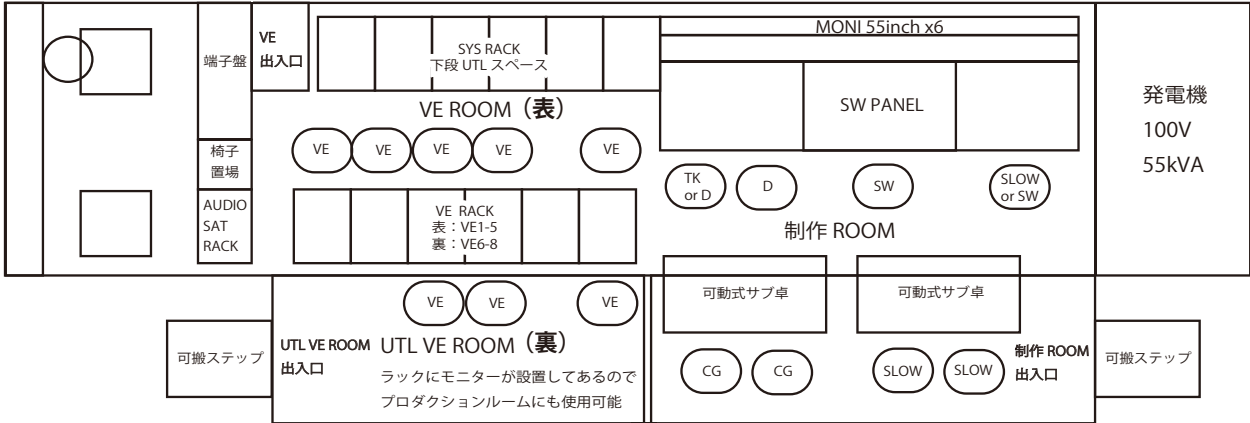 端子盤
VE
出入口
SYS RACK
下段 UTL スペース
MONI 55inch x6
SW PANEL
発電機
100V
55kVA
VE ROOM（表）
椅子
置場
VE
VE
VE
VE
VE
TK
or D
D
SW
SLOW
or SW
AUDIO
SAT
RACK
VE RACK
表：VE1-5
裏：VE6-8
制作 ROOM
VE
VE
VE
可動式サブ卓
可動式サブ卓
可搬ステップ
UTL VE ROOM
出入口
UTL VE ROOM（裏）
ラックにモニターが設置してあるので
プロダクションルームにも使用可能
CG
CG
SLOW
SLOW
制作 ROOM
出入口
可搬ステップ